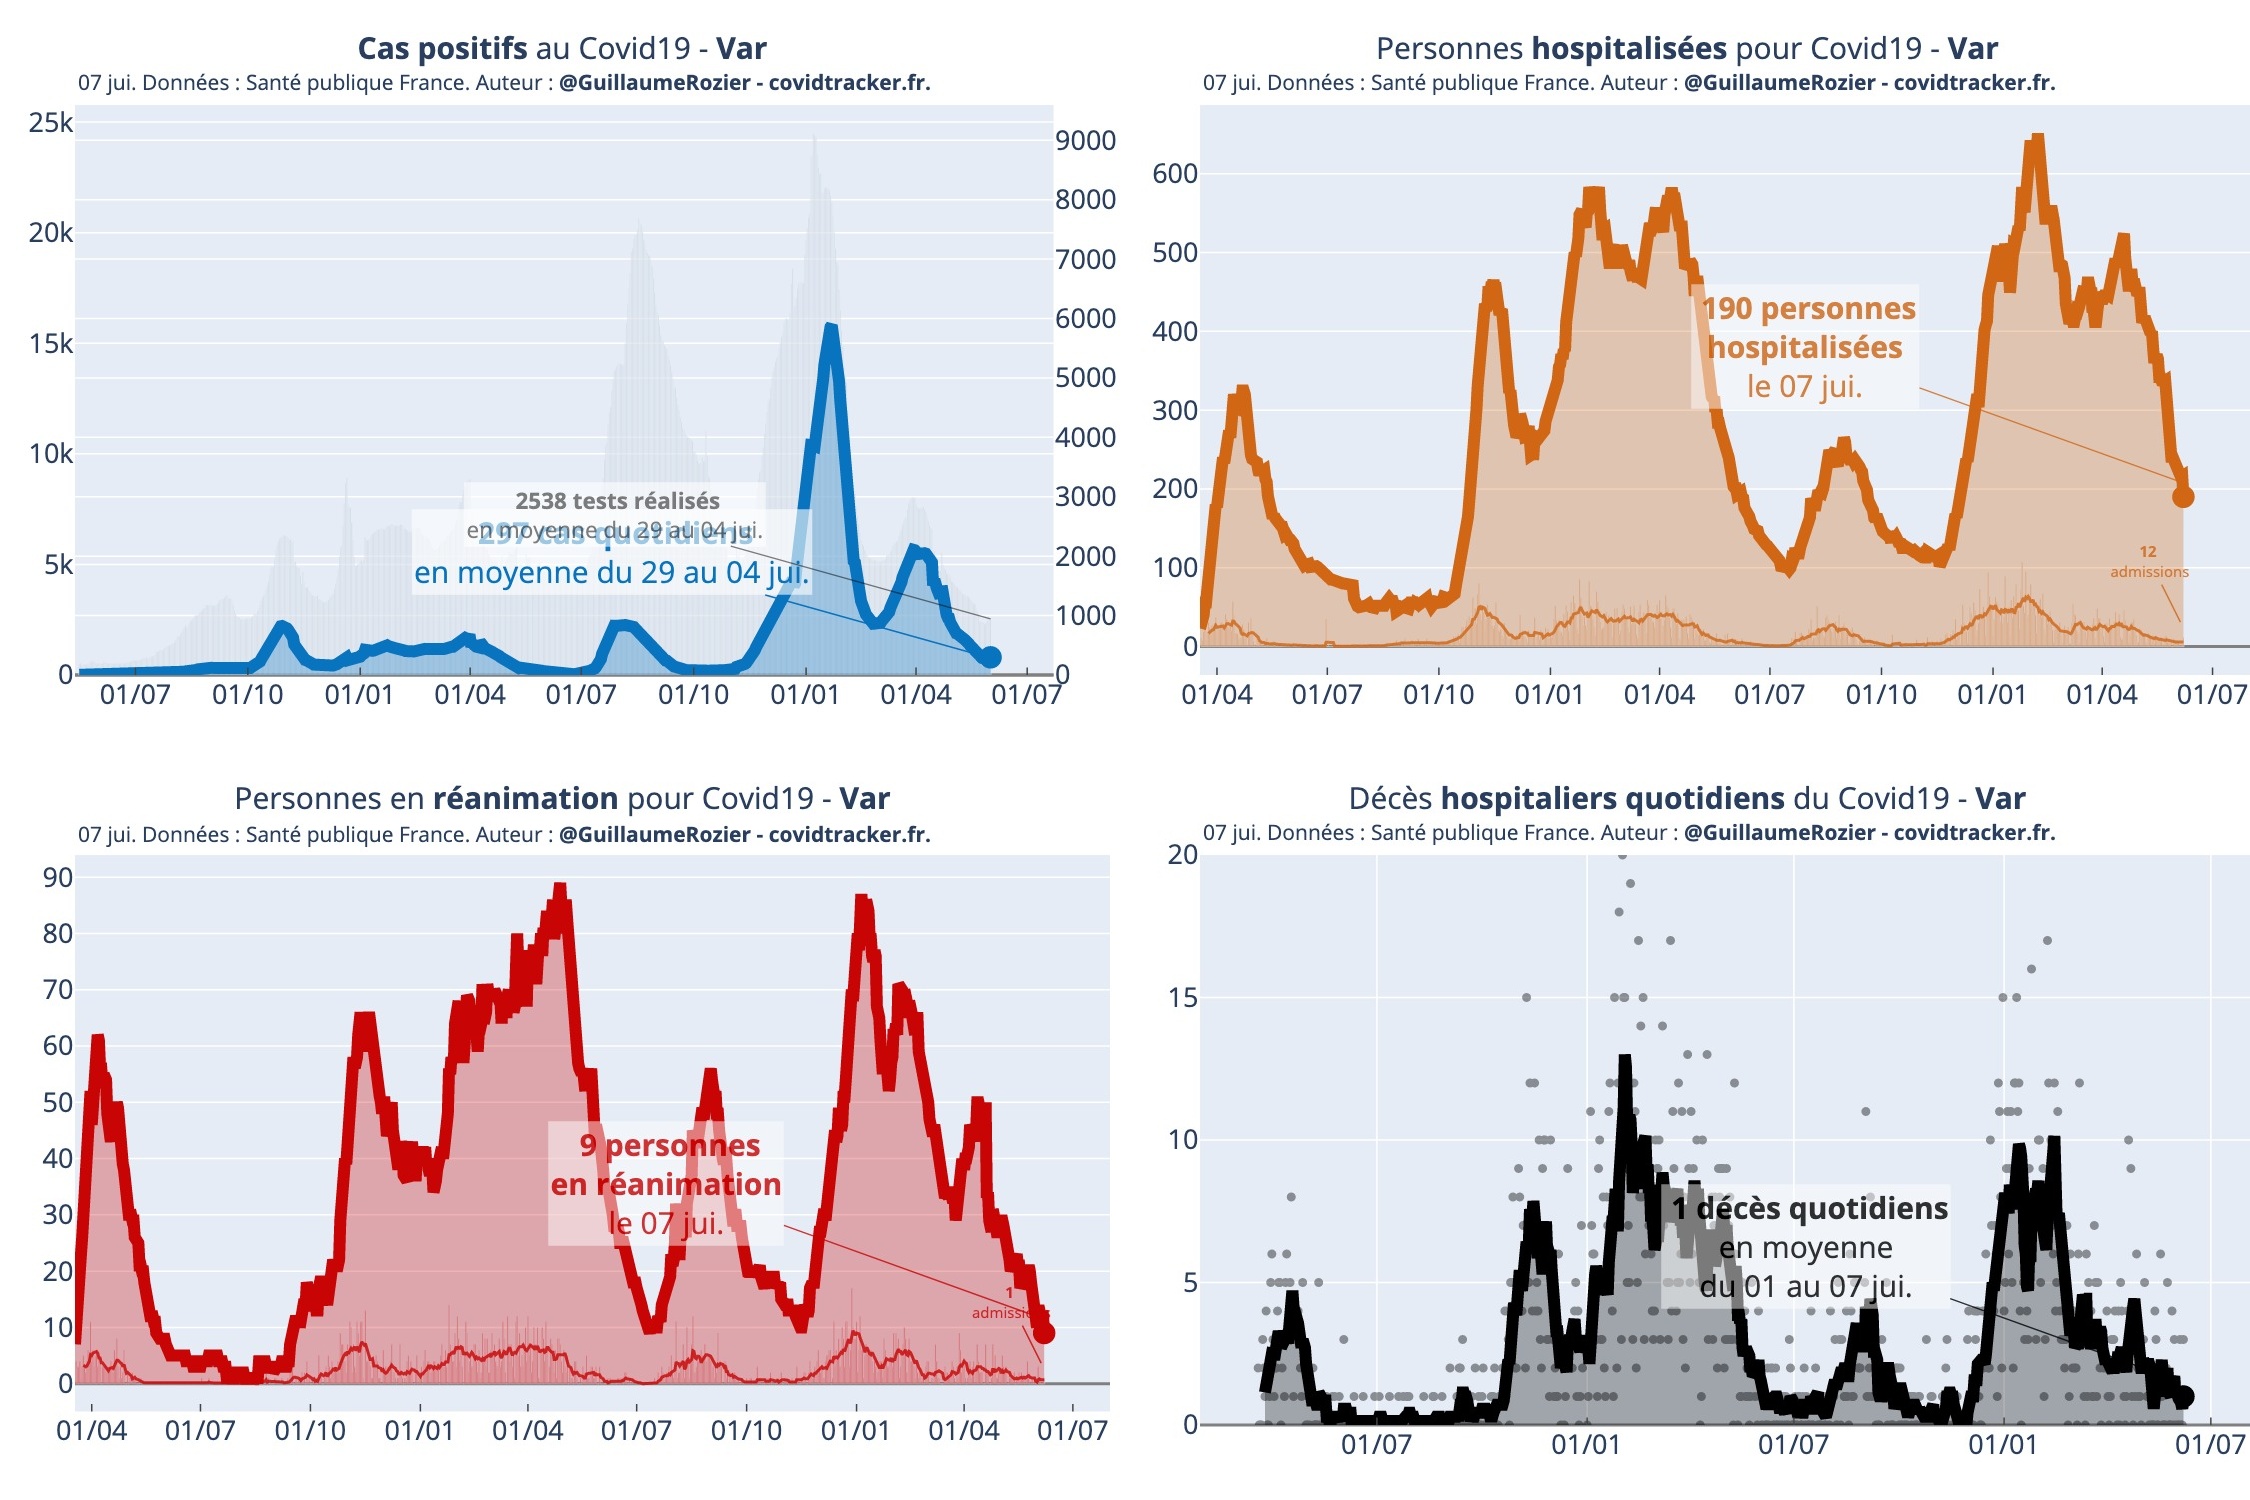 Cas positifs au Covid19 - Var
07 jui. Données : Santé publique France. Auteur : @GuillaumeRozier - covidtracker.fr.
25k
20k
15k
10k
5k
0
9000
8000
7000
6000
5000
4000
3000
2000
1000
0
2538 tests réalisés
en moyenne du 29 au 04 jui.
297 cas quotidiens
en moyenne du 29 au 04 jui.
01/07 01/10 01/01 01/04 01/07 01/10 01/01 01/04 01/07
Personnes hospitalisées pour Covid19 - Var
07 jui. Données : Santé publique France. Auteur : @GuillaumeRozier - covidtracker.fr.
600
500
400
300
200
100
0
190 personnes
hospitalisées
le 07 jui.
12
admissions
01/04 01/07 01/10 01/01 01/04 01/07 01/10 01/01 01/04 01/07
Personnes en réanimation pour Covid19 - Var
07 jui. Données : Santé publique France. Auteur : @GuillaumeRozier - covidtracker.fr.
90
80
70
60
50
40
30
20
10
0
9 personnes
en réanimation
le 07 jui.
1
admissions
01/04 01/07 01/10 01/01 01/04 01/07 01/10 01/01 01/04 01/07
Décès hospitaliers quotidiens du Covid19 - Var
07 jui. Données : Santé publique France. Auteur : @GuillaumeRozier - covidtracker.fr.
20
15
10
5
0
1 décès quotidiens
en moyenne
du 01 au 07 jui.
01/07 01/01 01/07 01/01 01/07